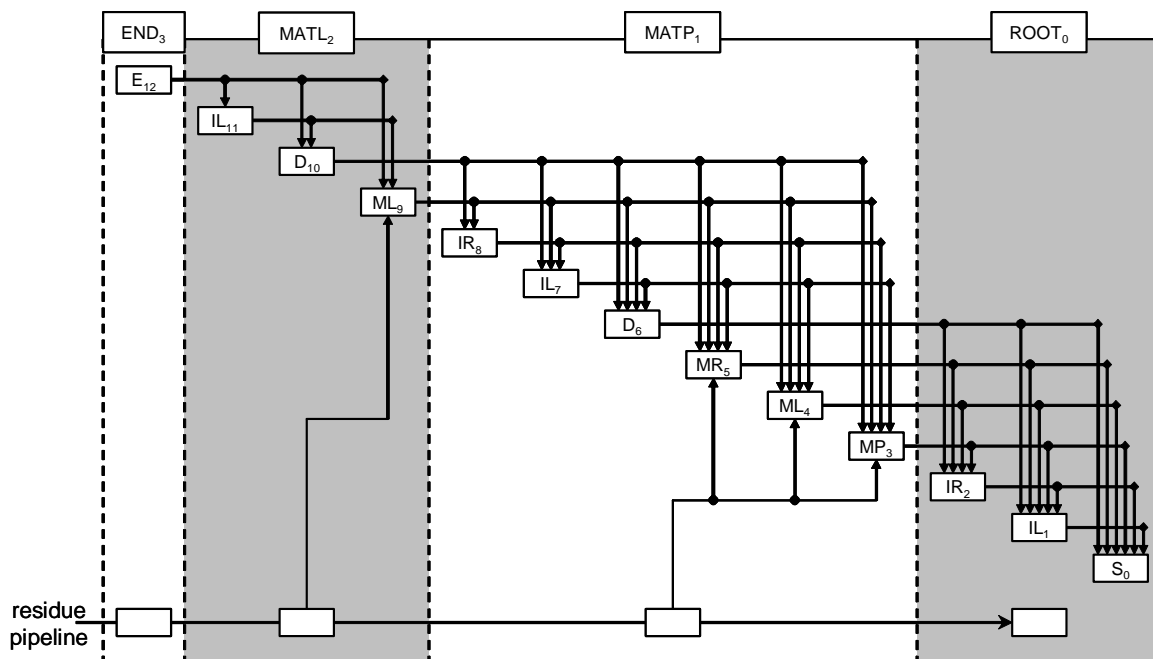 END₃ MATL₂ MATP₁ ROOT₀
E₁₂
IL₁₁
D₁₀
ML₉
IR₈
IL₇
D₆
MR₅
ML₄
MP₃
IR₂
IL₁
S₀
residue
pipeline